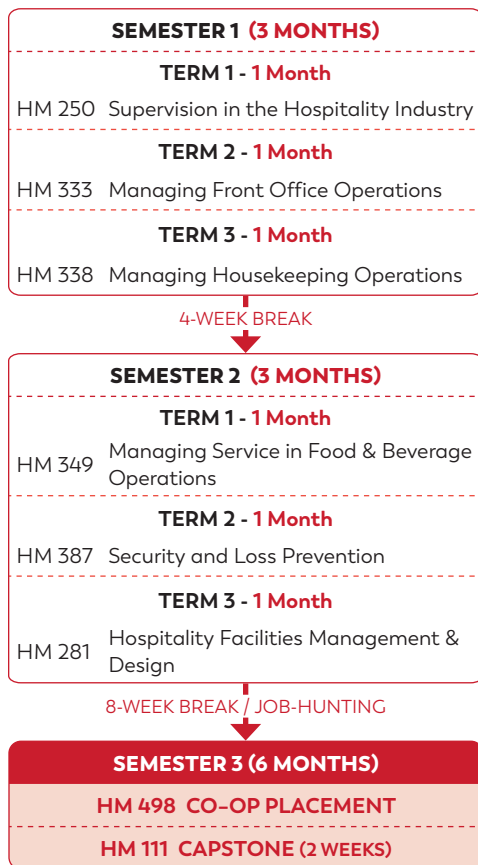 SEMESTER 1 (3 MONTHS)
TERM 1 - 1 Month
HM 250 Supervision in the Hospitality Industry
TERM 2 - 1 Month
HM 333 Managing Front Office Operations
TERM 3 - 1 Month
HM 338 Managing Housekeeping Operations
4-WEEK BREAK
SEMESTER 2 (3 MONTHS)
TERM 1 - 1 Month
HM 349 Managing Service in Food & Beverage
Operations
TERM 2 - 1 Month
HM 387 Security and Loss Prevention
TERM 3 - 1 Month
HM 281 Hospitality Facilities Management &
Design
8-WEEK BREAK / JOB-HUNTING
SEMESTER 3 (6 MONTHS)
HM 498 CO-OP PLACEMENT
HM 111 CAPSTONE (2 WEEKS)